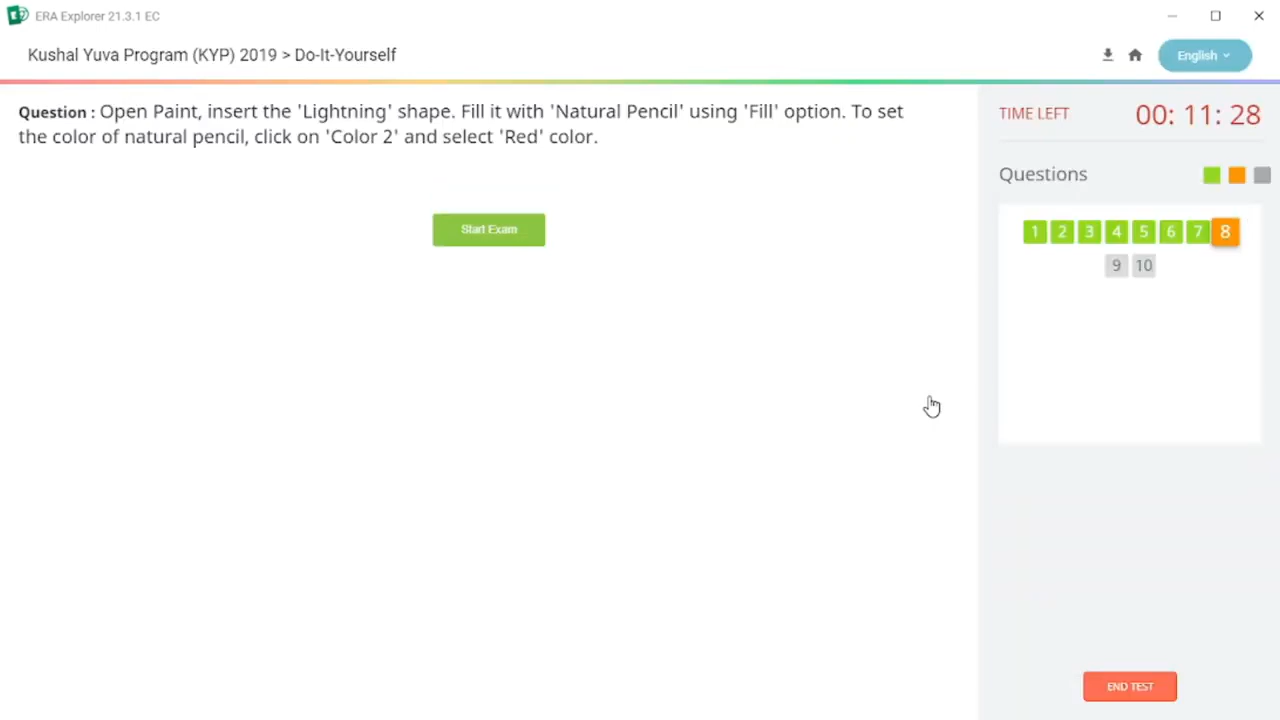 ERA Explorer 21.3.1 EC
Kushal Yuva Program (KYP) 2019 > Do-It-Yourself
English
Question : Open Paint, insert the 'Lightning' shape. Fill it with 'Natural Pencil' using 'Fill' option. To set
the color of natural pencil, click on 'Color 2' and select 'Red' color.
Start Exam
TIME LEFT 00: 11: 28
Questions
1 2 3 4 5 6 7 8
9 10
END TEST